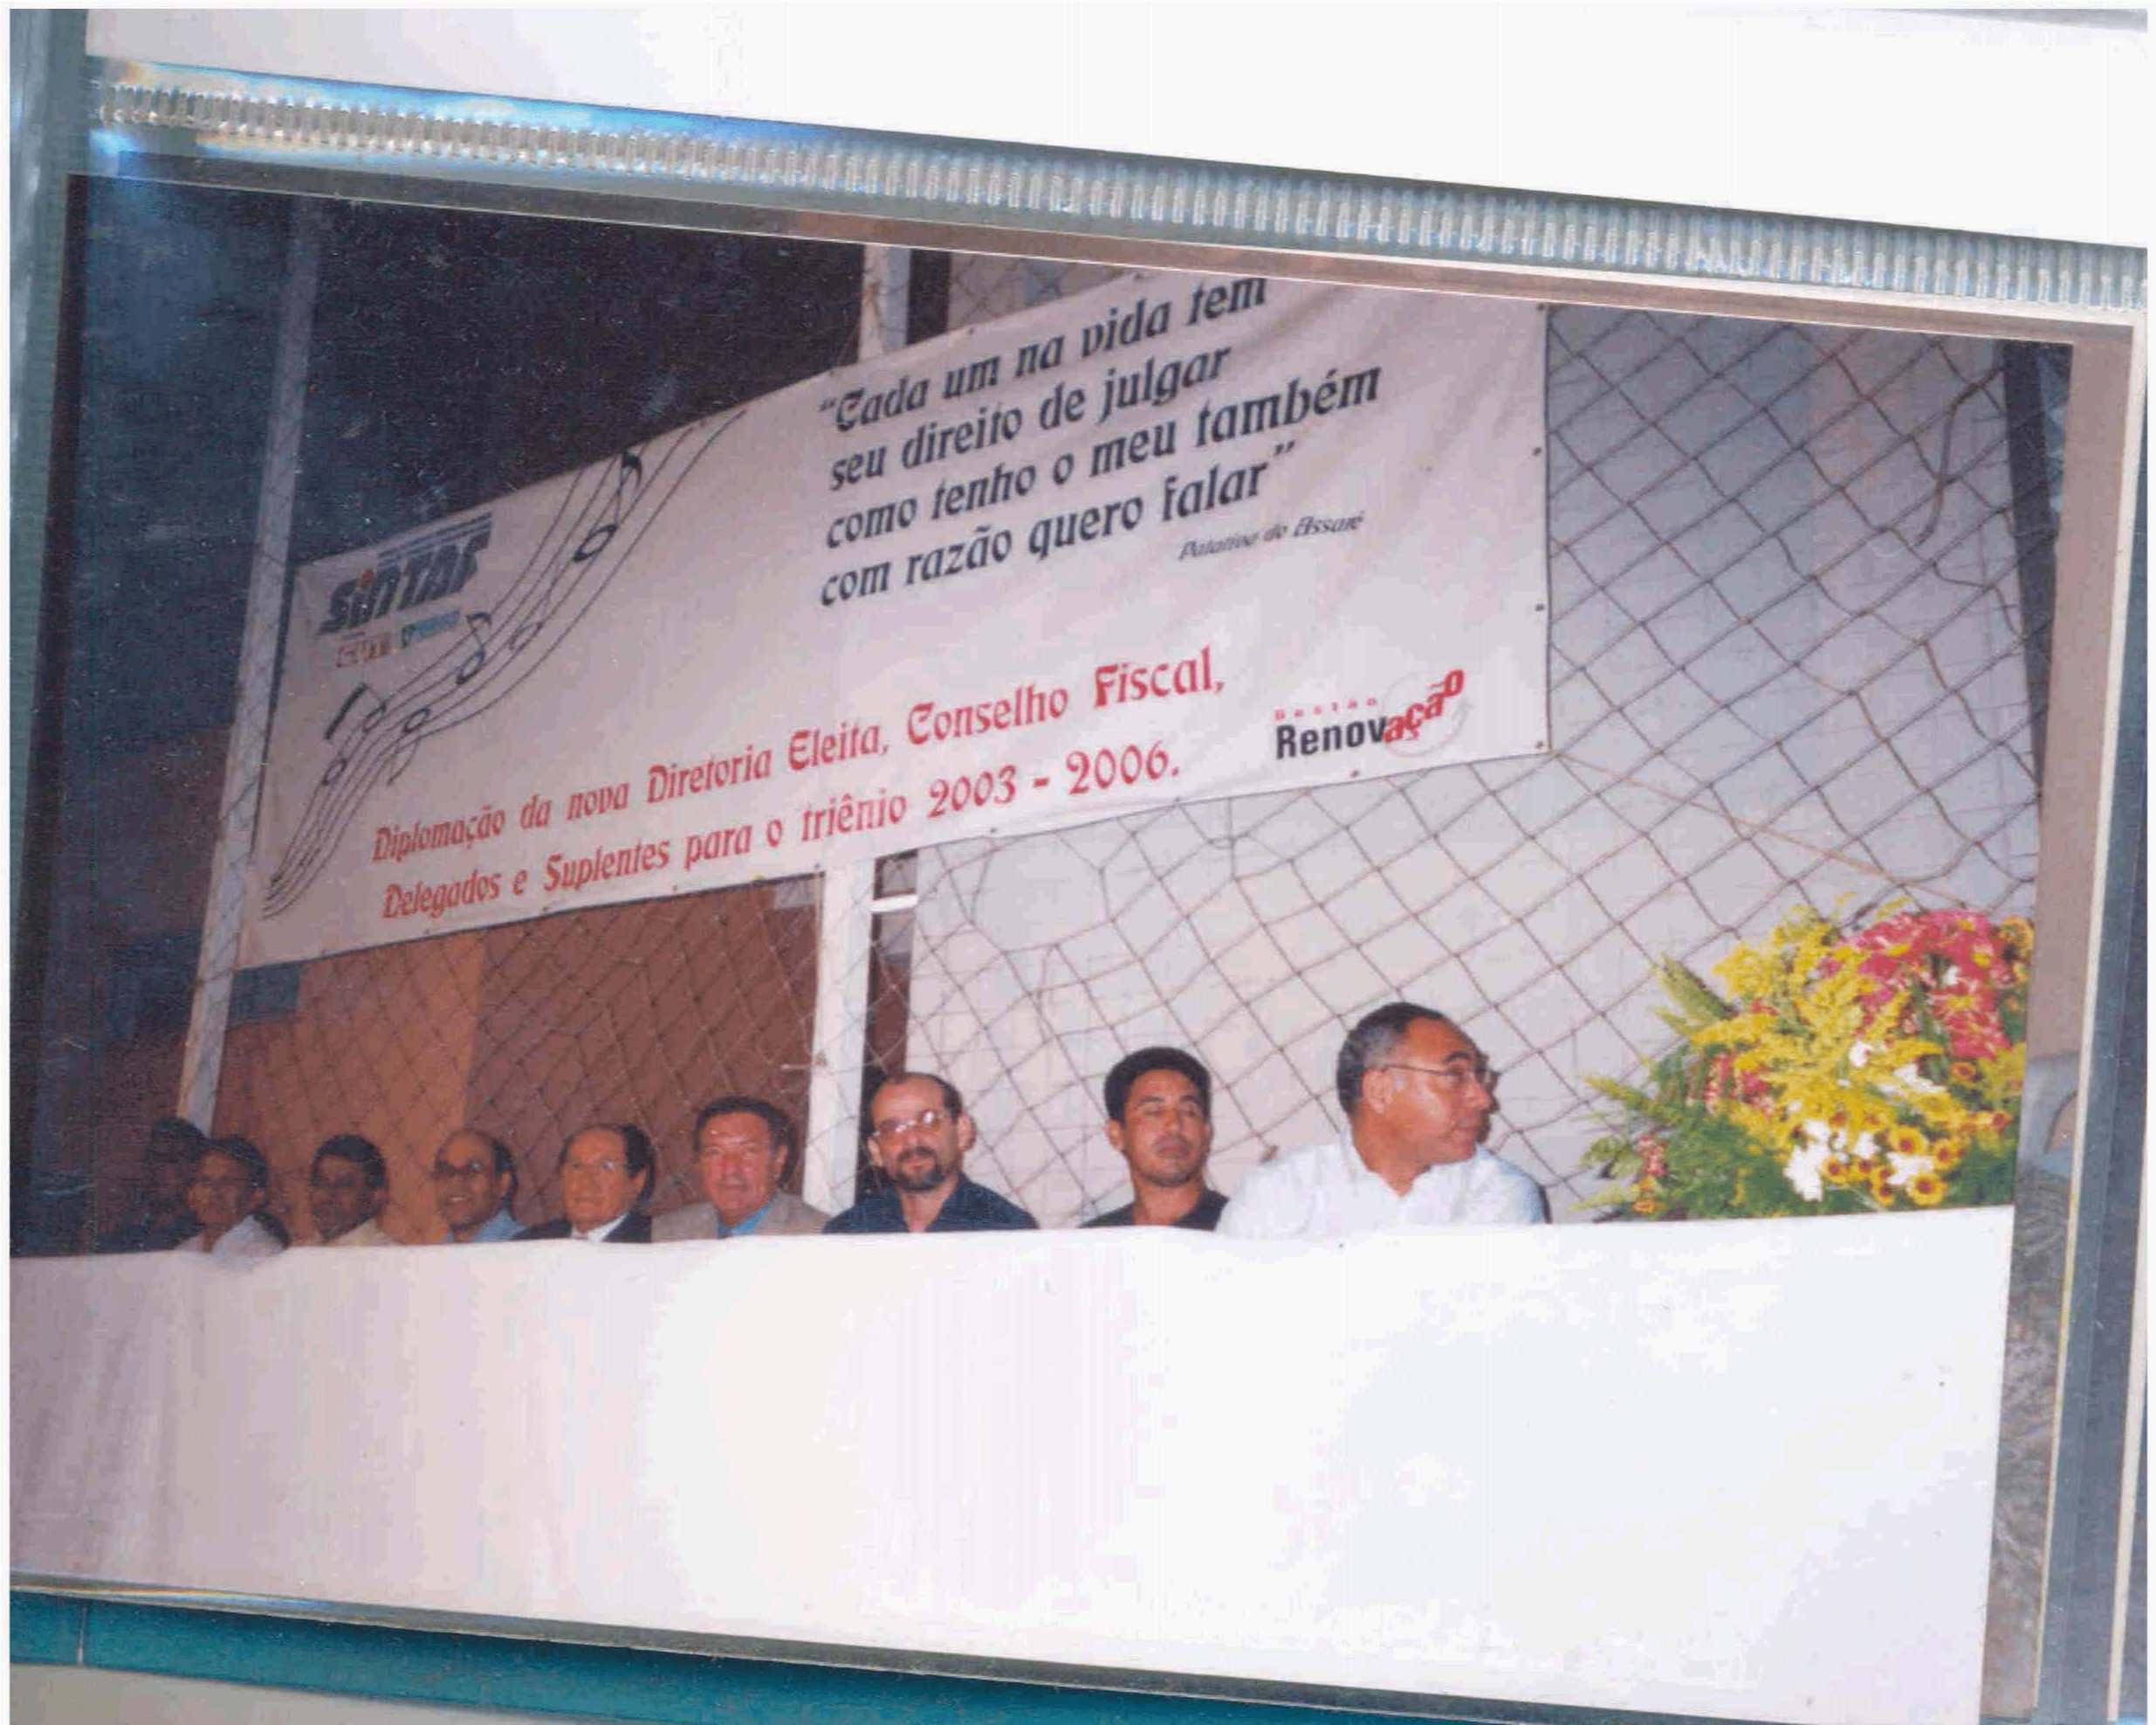 "Cada um na vida tem
seu direito de julgar
como tenho o meu também
com razão quero falar"
Patativa do Assaré
SINTAF
Diplomação da nova Diretoria Eleita, Conselho Fiscal,
Delegados e Suplentes para o triênio 2003 - 2006.
Gestão
Renovação